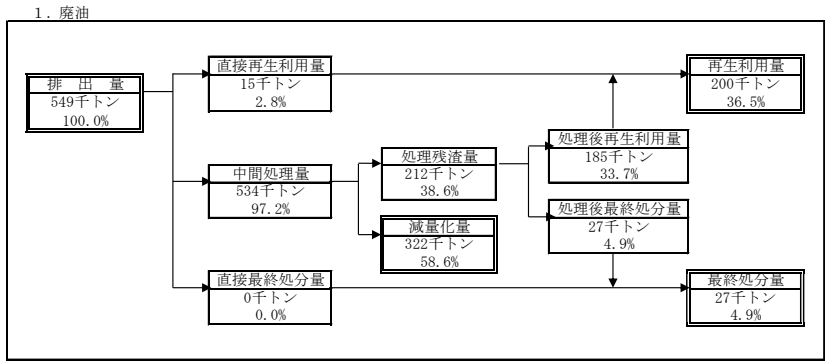 1．廃油
排　出　量
549千トン
100.0%
直接再生利用量
15千トン
2.8%
再生利用量
200千トン
36.5%
中間処理量
534千トン
97.2%
処理残渣量
212千トン
38.6%
処理後再生利用量
185千トン
33.7%
減量化量
322千トン
58.6%
処理後最終処分量
27千トン
4.9%
直接最終処分量
0千トン
0.0%
最終処分量
27千トン
4.9%